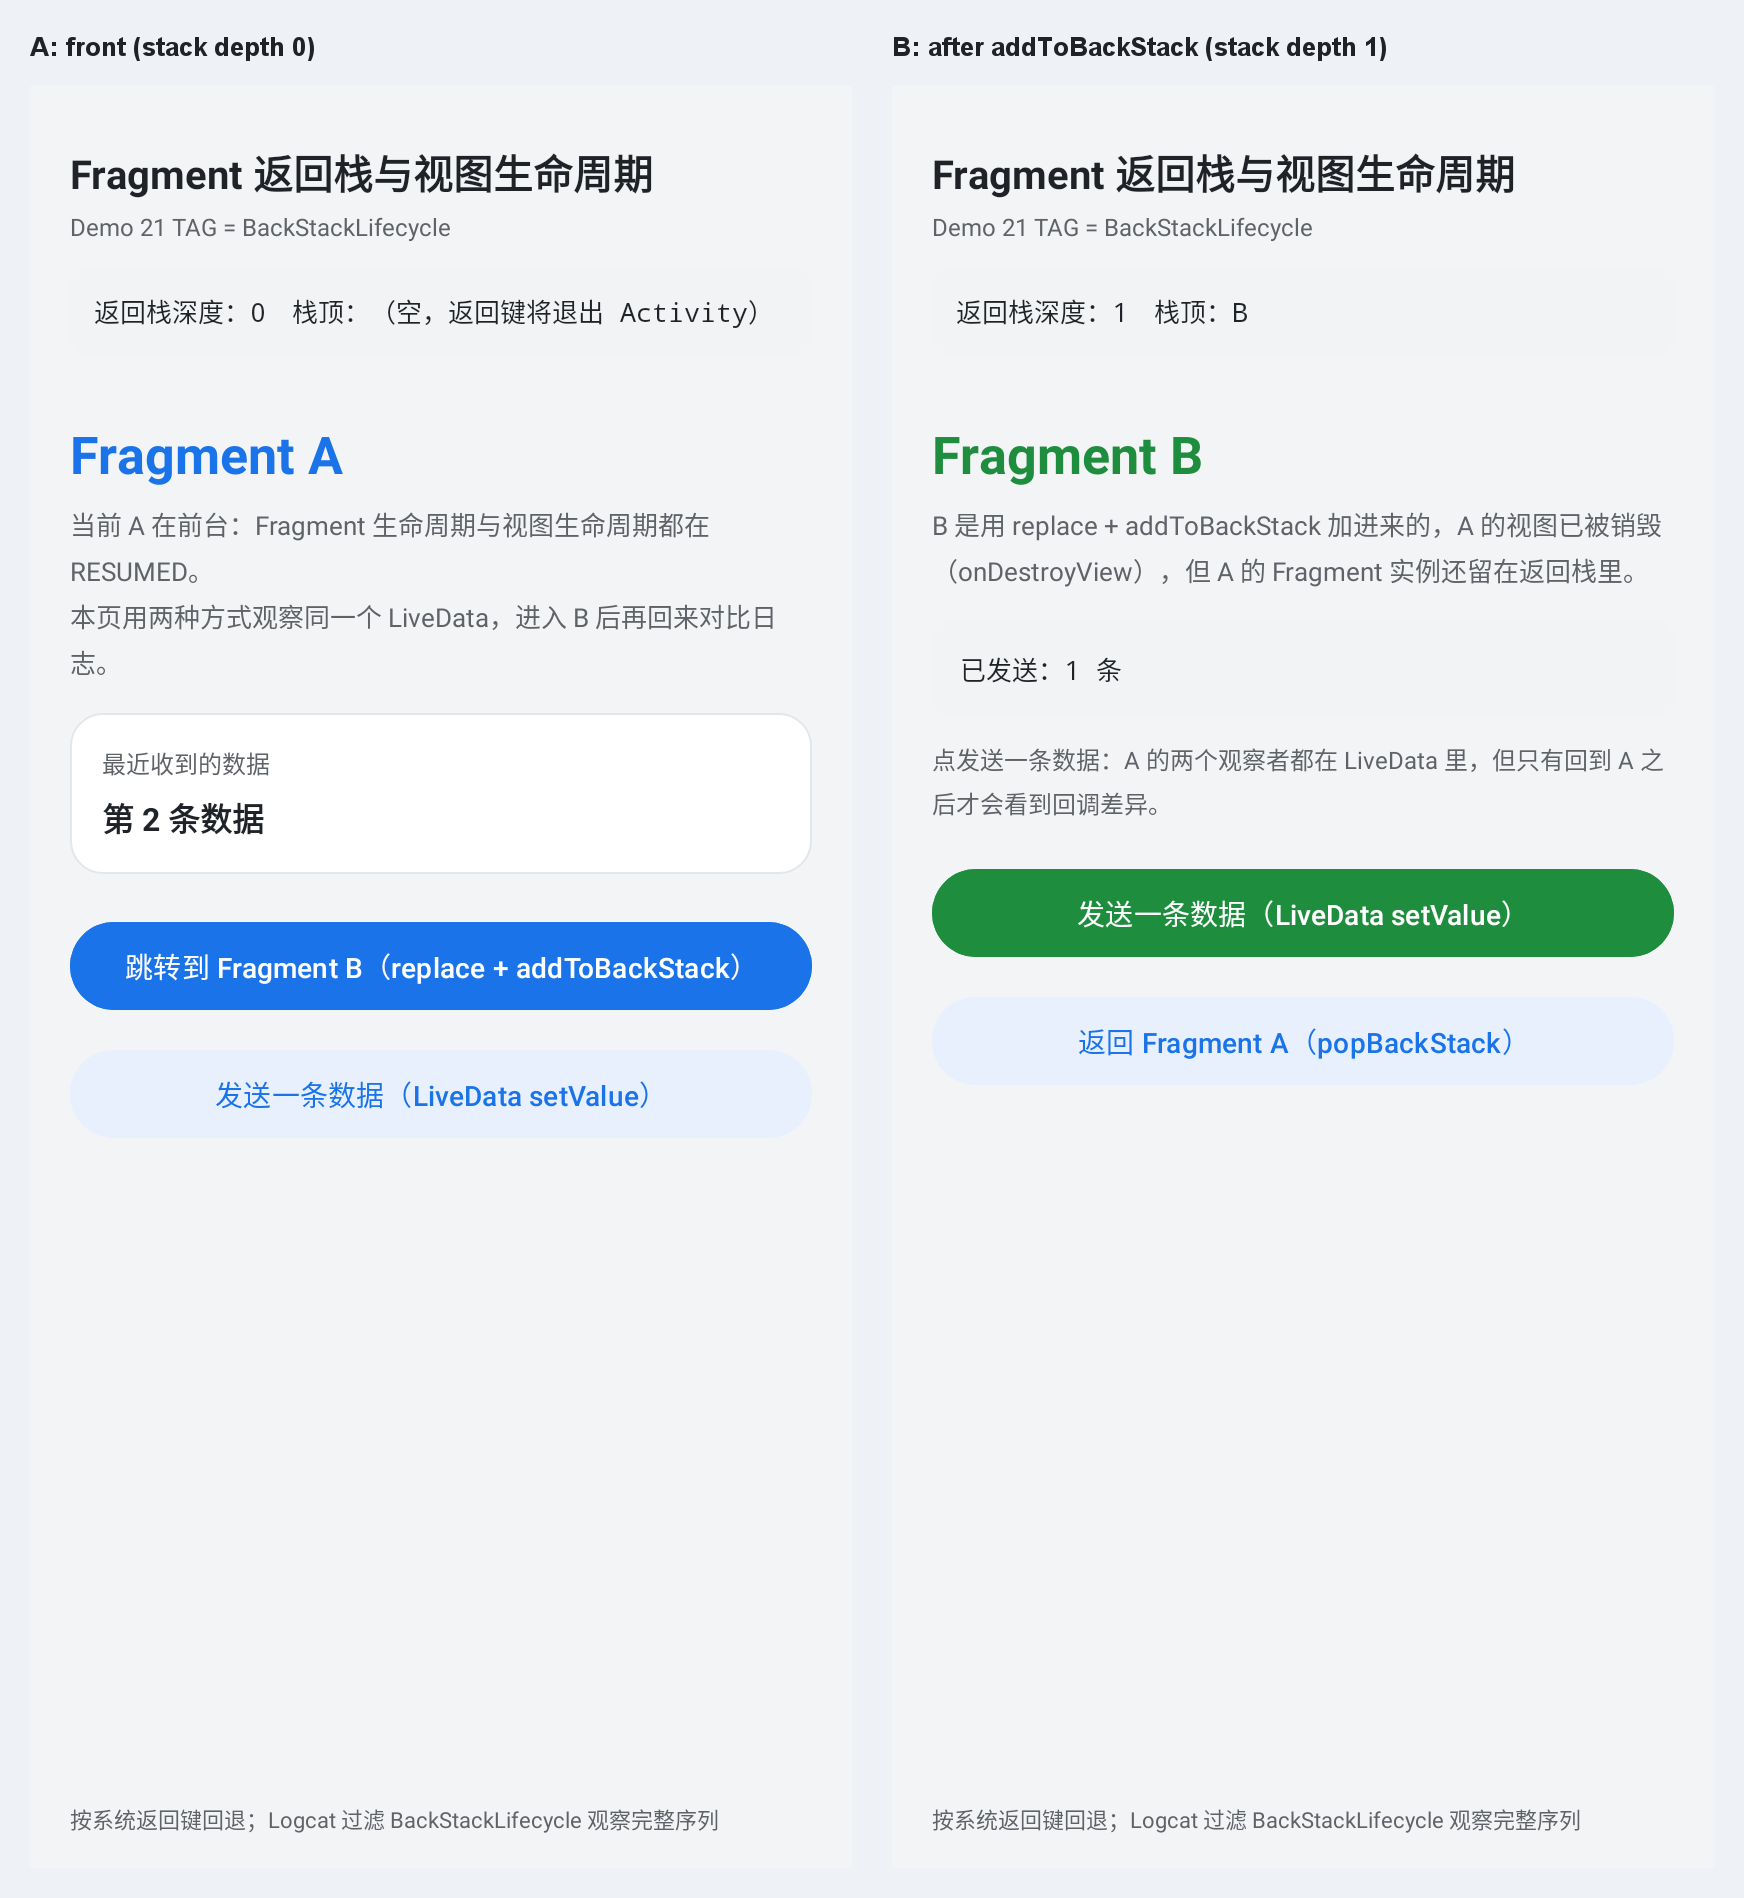 A: front (stack depth 0)
Fragment 返回栈与视图生命周期
Demo 21 TAG = BackStackLifecycle
返回栈深度：0 栈顶：（空，返回键将退出 Activity）
Fragment A
当前 A 在前台：Fragment 生命周期与视图生命周期都在
RESUMED。
本页用两种方式观察同一个 LiveData，进入 B 后再回来对比日
志。
最近收到的数据
第 2 条数据
跳转到 Fragment B（replace + addToBackStack）
发送一条数据（LiveData setValue）
按系统返回键回退；Logcat 过滤 BackStackLifecycle 观察完整序列
B: after addToBackStack (stack depth 1)
Fragment 返回栈与视图生命周期
Demo 21 TAG = BackStackLifecycle
返回栈深度：1 栈顶：B
Fragment B
B 是用 replace + addToBackStack 加进来的，A 的视图已被销毁
（onDestroyView），但 A 的 Fragment 实例还留在返回栈里。
已发送：1 条
点发送一条数据：A 的两个观察者都在 LiveData 里，但只有回到 A 之
后才会看到回调差异。
发送一条数据（LiveData setValue）
返回 Fragment A（popBackStack）
按系统返回键回退；Logcat 过滤 BackStackLifecycle 观察完整序列